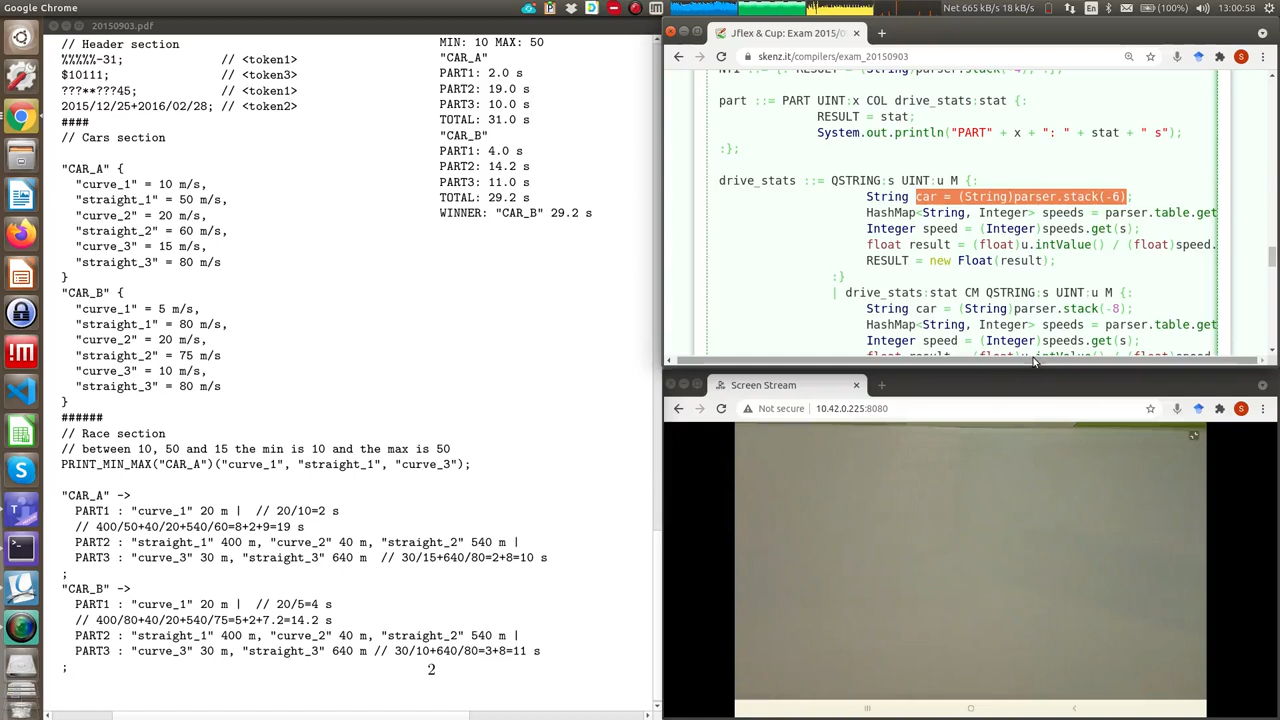 Google Chrome
Net 665 kB/s 18 kB/s
En
(100%)
13:00:58
20150903.pdf
// Header section
%%%%%-31; // <token1>
$10111; // <token3>
???**???45; // <token1>
2015/12/25+2016/02/28; // <token2>
####
// Cars section
"CAR_A" {
"curve_1" = 10 m/s,
"straight_1" = 50 m/s,
"curve_2" = 20 m/s,
"straight_2" = 60 m/s,
"curve_3" = 15 m/s,
"straight_3" = 80 m/s
}
"CAR_B" {
"curve_1" = 5 m/s,
"straight_1" = 80 m/s,
"curve_2" = 20 m/s,
"straight_2" = 75 m/s
"curve_3" = 10 m/s,
"straight_3" = 80 m/s
}
######
// Race section
// between 10, 50 and 15 the min is 10 and the max is 50
PRINT_MIN_MAX("CAR_A")("curve_1", "straight_1", "curve_3");
"CAR_A" ->
PART1 : "curve_1" 20 m | // 20/10=2 s
// 400/50+40/20+540/60=8+2+9=19 s
PART2 : "straight_1" 400 m, "curve_2" 40 m, "straight_2" 540 m |
PART3 : "curve_3" 30 m, "straight_3" 640 m // 30/15+640/80=2+8=10 s
;
"CAR_B" ->
PART1 : "curve_1" 20 m | // 20/5=4 s
// 400/80+40/20+540/75=5+2+7.2=14.2 s
PART2 : "straight_1" 400 m, "curve_2" 40 m, "straight_2" 540 m |
PART3 : "curve_3" 30 m, "straight_3" 640 m // 30/10+640/80=3+8=11 s
;
2
MIN: 10 MAX: 50
"CAR_A"
PART1: 2.0 s
PART2: 19.0 s
PART3: 10.0 s
TOTAL: 31.0 s
"CAR_B"
PART1: 4.0 s
PART2: 14.2 s
PART3: 11.0 s
TOTAL: 29.2 s
WINNER: "CAR_B" 29.2 s
Jflex & Cup: Exam 2015/0
skenz.it/compilers/exam_20150903
part ::= PART UINT:x COL drive_stats:stat {:
RESULT = stat;
System.out.println("PART" + x + ": " + stat + " s");
:};
drive_stats ::= QSTRING:s UINT:u M {:
String car = (String)parser.stack(-6);
HashMap<String, Integer> speeds = parser.table.get
Integer speed = (Integer)speeds.get(s);
float result = (float)u.intValue() / (float)speed.
RESULT = new Float(result);
:}
| drive_stats:stat CM QSTRING:s UINT:u M {:
String car = (String)parser.stack(-8);
HashMap<String, Integer> speeds = parser.table.get
Integer speed = (Integer)speeds.get(s);
Screen Stream
Not secure
10.42.0.225:8080